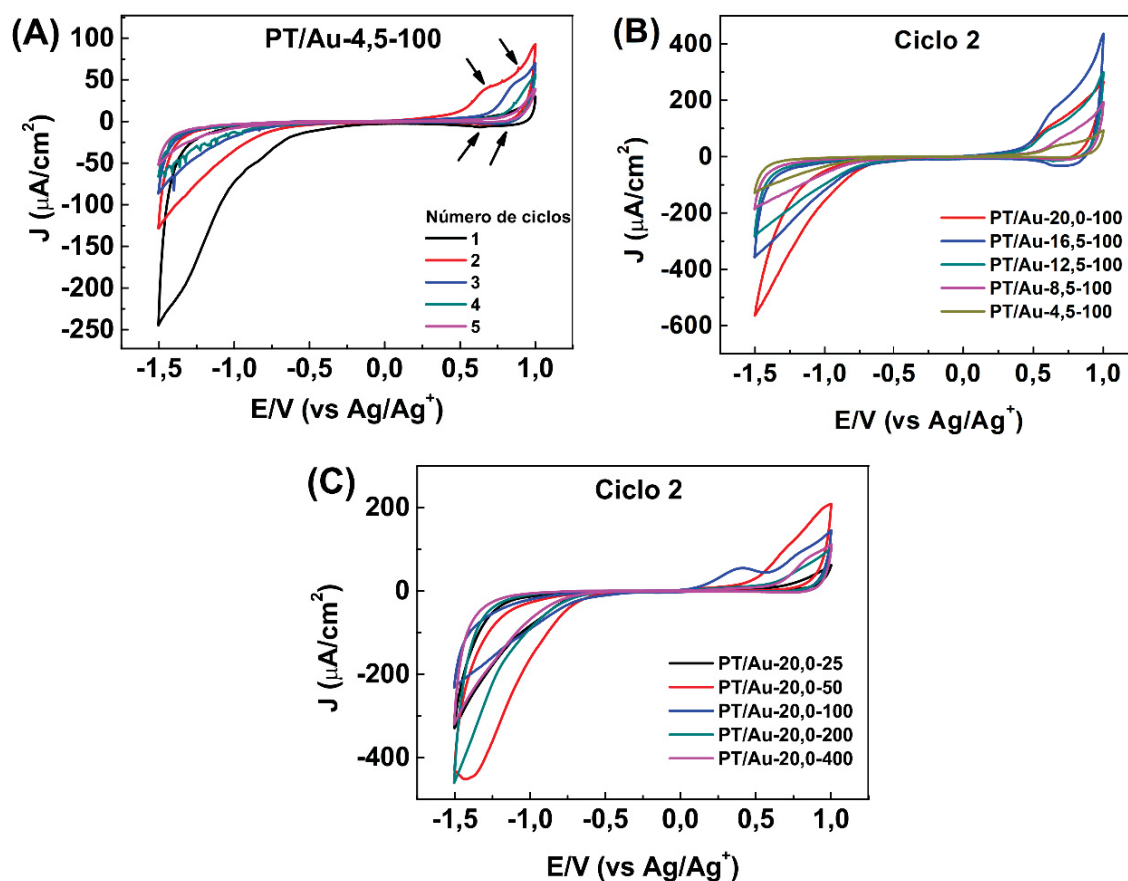 (A)
PT/Au-4,5-100
100
50
0
-50
-100
-150
-200
-250
J (μA/cm²)
Número de ciclos
1
2
3
4
5
-1,5 -1,0 -0,5 0,0 0,5 1,0
E/V (vs Ag/Ag⁺)
(B)
Ciclo 2
400
200
0
-200
-400
-600
J (μA/cm²)
PT/Au-20,0-100
PT/Au-16,5-100
PT/Au-12,5-100
PT/Au-8,5-100
PT/Au-4,5-100
-1,5 -1,0 -0,5 0,0 0,5 1,0
E/V (vs Ag/Ag⁺)
(C)
Ciclo 2
200
0
-200
-400
J (μA/cm²)
PT/Au-20,0-25
PT/Au-20,0-50
PT/Au-20,0-100
PT/Au-20,0-200
PT/Au-20,0-400
-1,5 -1,0 -0,5 0,0 0,5 1,0
E/V (vs Ag/Ag⁺)